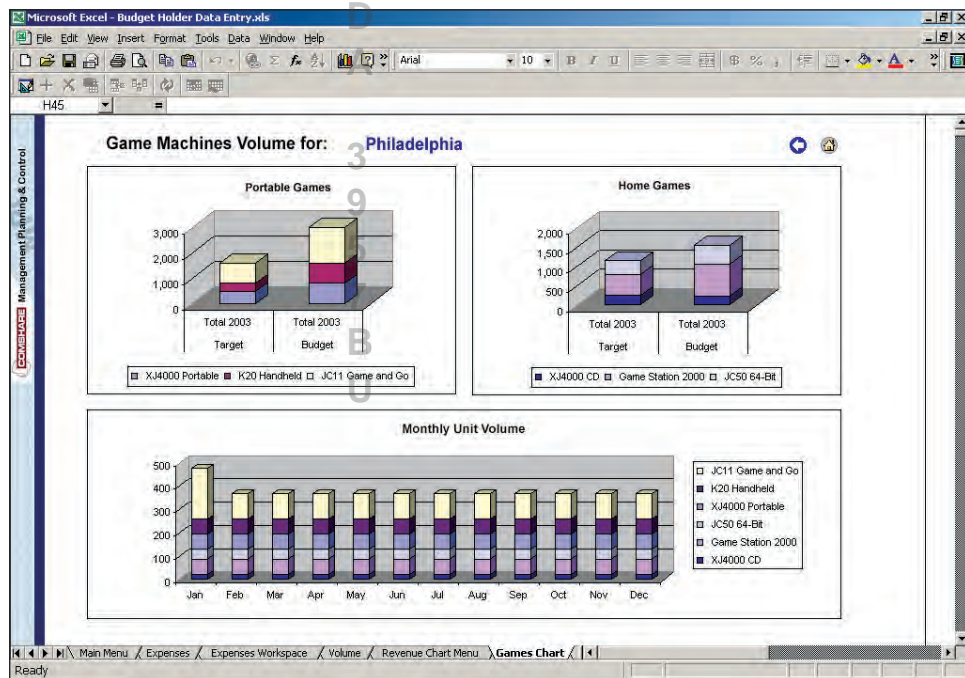 Microsoft Excel - Budget Holder Data Entry.xls
File Edit View Insert Format Tools Data Window Help
Arial 10 B I U $ % ,
H45 =
COMSHARE Management Planning & Control
Game Machines Volume for: Philadelphia
Portable Games
3,000
2,000
1,000
0
Total 2003 Total 2003
Target Budget
XJ4000 Portable K20 Handheld JC11 Game and Go
Home Games
2,000
1,500
1,000
500
0
Total 2003 Total 2003
Target Budget
XJ4000 CD Game Station 2000 JC50 64-Bit
Monthly Unit Volume
500
400
300
200
100
0
Jan Feb Mar Apr May Jun Jul Aug Sep Oct Nov Dec
JC11 Game and Go
K20 Handheld
XJ4000 Portable
JC50 64-Bit
Game Station 2000
XJ4000 CD
Main Menu Expenses Expenses Workspace Volume Revenue Chart Menu Games Chart
Ready
D
A
3
9
5
B
U